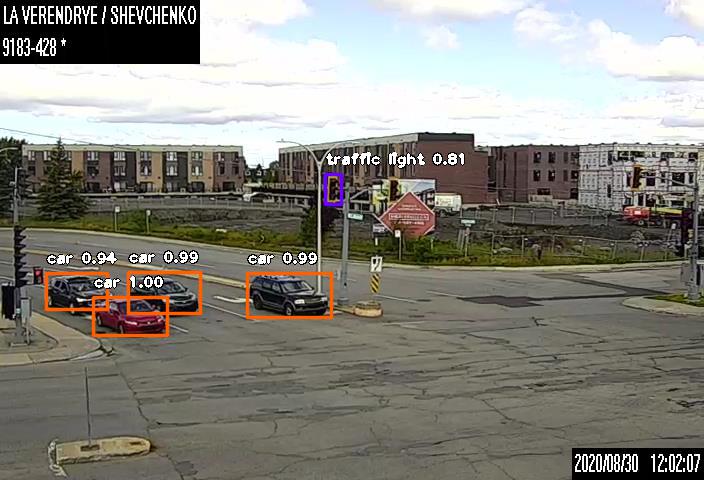 LA VERENDRYE / SHEVCHENKO
9183-428 *
traffic light 0.81
car 0.94 car 0.99 car 0.99
car 1.00
2020/08/30 12:02:07